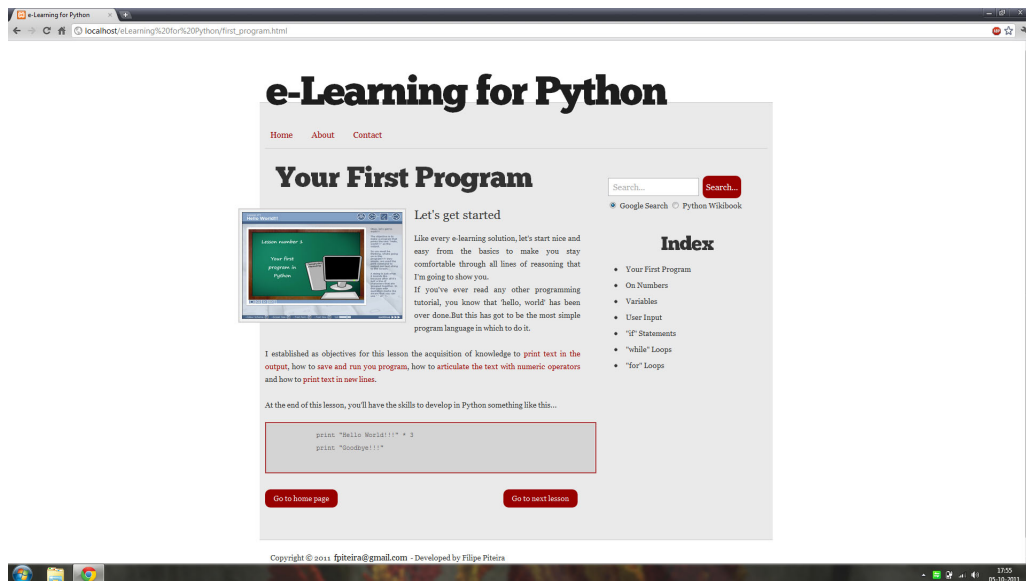 e-Learning for Python
localhost/eLearning%20for%20Python/first_program.html
e-Learning for Python
Home About Contact
Your First Program
Search... Search...
Google Search Python Wikibook
Hello World!!
Lesson number 1
Your first
program in
Python
Let's get started
Like every e-learning solution, let's start nice and
easy from the basics to make you stay
comfortable through all lines of reasoning that
I'm going to show you.
If you've ever read any other programming
tutorial, you know that 'hello, world' has been
over done.But this has got to be the most simple
program language in which to do it.
I established as objectives for this lesson the acquisition of knowledge to print text in the
output, how to save and run you program, how to articulate the text with numeric operators
and how to print text in new lines.
At the end of this lesson, you'll have the skills to develop in Python something like this...
print "Hello World!!!" * 3
print "Goodbye!!!"
Go to home page Go to next lesson
Index
Your First Program
On Numbers
Variables
User Input
"if" Statements
"while" Loops
"for" Loops
Copyright © 2011 fpiteira@gmail.com - Developed by Filipe Piteira
17:55
05-10-2011